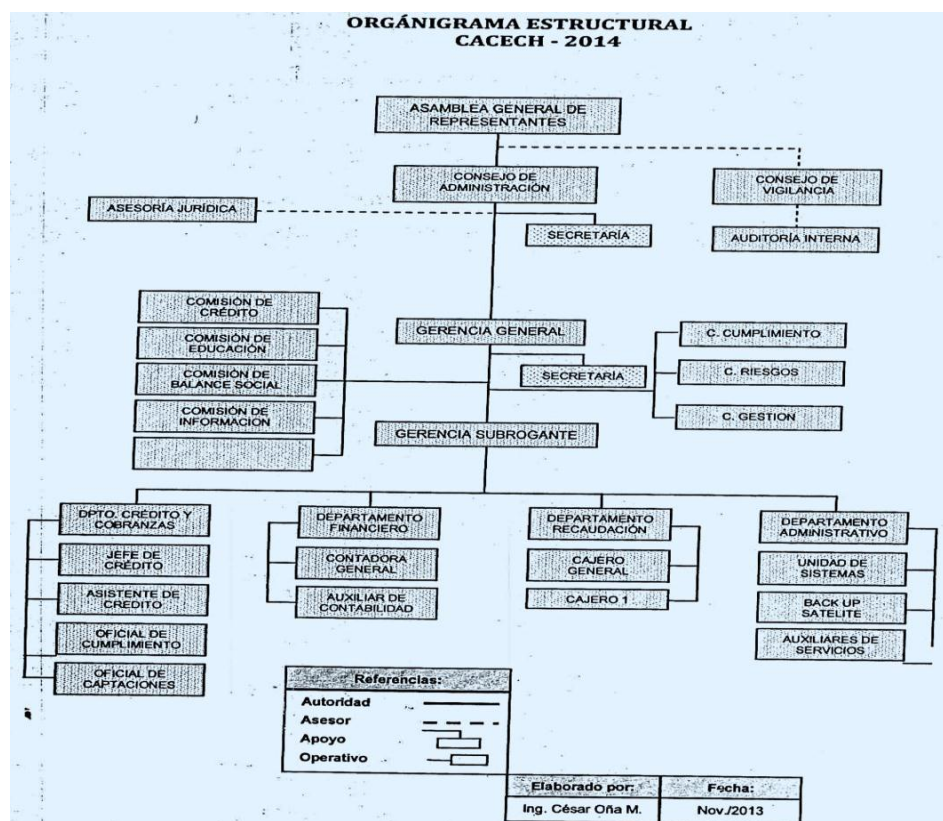 ORGÁNIGRAMA ESTRUCTURAL
CACECH - 2014
ASAMBLEA GENERAL DE
REPRESENTANTES
CONSEJO DE
ADMINISTRACIÓN
CONSEJO DE
VIGILANCIA
ASESORÍA JURÍDICA
SECRETARÍA
AUDITORÍA INTERNA
COMISIÓN DE
CRÉDITO
COMISIÓN DE
EDUCACIÓN
COMISIÓN DE
BALANCE SOCIAL
COMISIÓN DE
INFORMACIÓN
GERENCIA GENERAL
SECRETARÍA
C. CUMPLIMIENTO
C. RIESGOS
C. GESTION
GERENCIA SUBROGANTE
DPTO. CRÉDITO Y
COBRANZAS
JEFE DE
CRÉDITO
ASISTENTE DE
CREDITO
OFICIAL DE
CUMPLIMIENTO
OFICIAL DE
CAPTACIONES
DEPARTAMENTO
FINANCIERO
CONTADORA
GENERAL
AUXILIAR DE
CONTABILIDAD
DEPARTAMENTO
RECAUDACIÓN
CAJERO
GENERAL
CAJERO 1
DEPARTAMENTO
ADMINISTRATIVO
UNIDAD DE
SISTEMAS
BACK UP
SATELITE
AUXILIARES DE
SERVICIOS
Referencias:
Autoridad
Asesor
Apoyo
Operativo
Elaborado por:
Fecha:
Ing. César Oña M.
Nov./2013